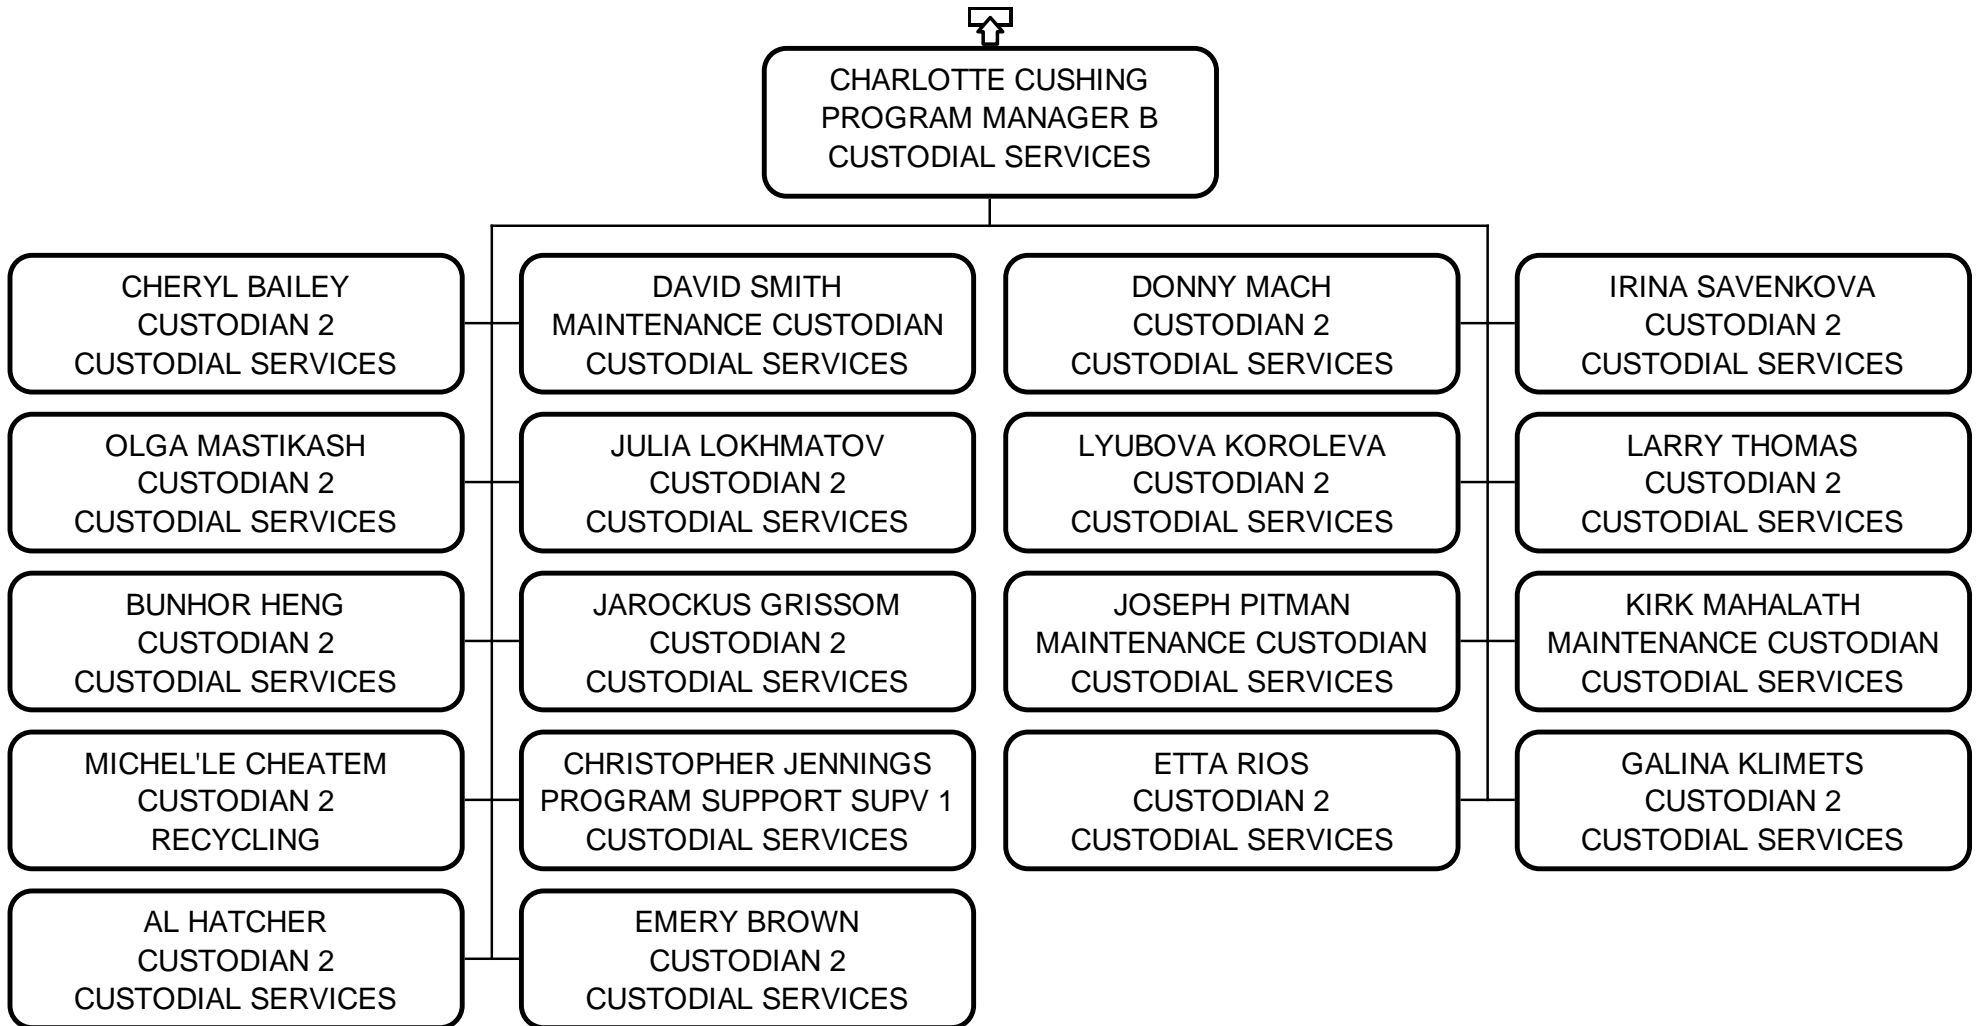 CHARLOTTE CUSHING
PROGRAM MANAGER B
CUSTODIAL SERVICES
CHERYL BAILEY
CUSTODIAN 2
CUSTODIAL SERVICES
DAVID SMITH
MAINTENANCE CUSTODIAN
CUSTODIAL SERVICES
DONNY MACH
CUSTODIAN 2
CUSTODIAL SERVICES
IRINA SAVENKOVA
CUSTODIAN 2
CUSTODIAL SERVICES
OLGA MASTIKASH
CUSTODIAN 2
CUSTODIAL SERVICES
JULIA LOKHMATOV
CUSTODIAN 2
CUSTODIAL SERVICES
LYUBOVA KOROLEVA
CUSTODIAN 2
CUSTODIAL SERVICES
LARRY THOMAS
CUSTODIAN 2
CUSTODIAL SERVICES
BUNHOR HENG
CUSTODIAN 2
CUSTODIAL SERVICES
JAROCKUS GRISSOM
CUSTODIAN 2
CUSTODIAL SERVICES
JOSEPH PITMAN
MAINTENANCE CUSTODIAN
CUSTODIAL SERVICES
KIRK MAHALATH
MAINTENANCE CUSTODIAN
CUSTODIAL SERVICES
MICHEL'LE CHEATEM
CUSTODIAN 2
RECYCLING
CHRISTOPHER JENNINGS
PROGRAM SUPPORT SUPV 1
CUSTODIAL SERVICES
ETTA RIOS
CUSTODIAN 2
CUSTODIAL SERVICES
GALINA KLIMETS
CUSTODIAN 2
CUSTODIAL SERVICES
AL HATCHER
CUSTODIAN 2
CUSTODIAL SERVICES
EMERY BROWN
CUSTODIAN 2
CUSTODIAL SERVICES